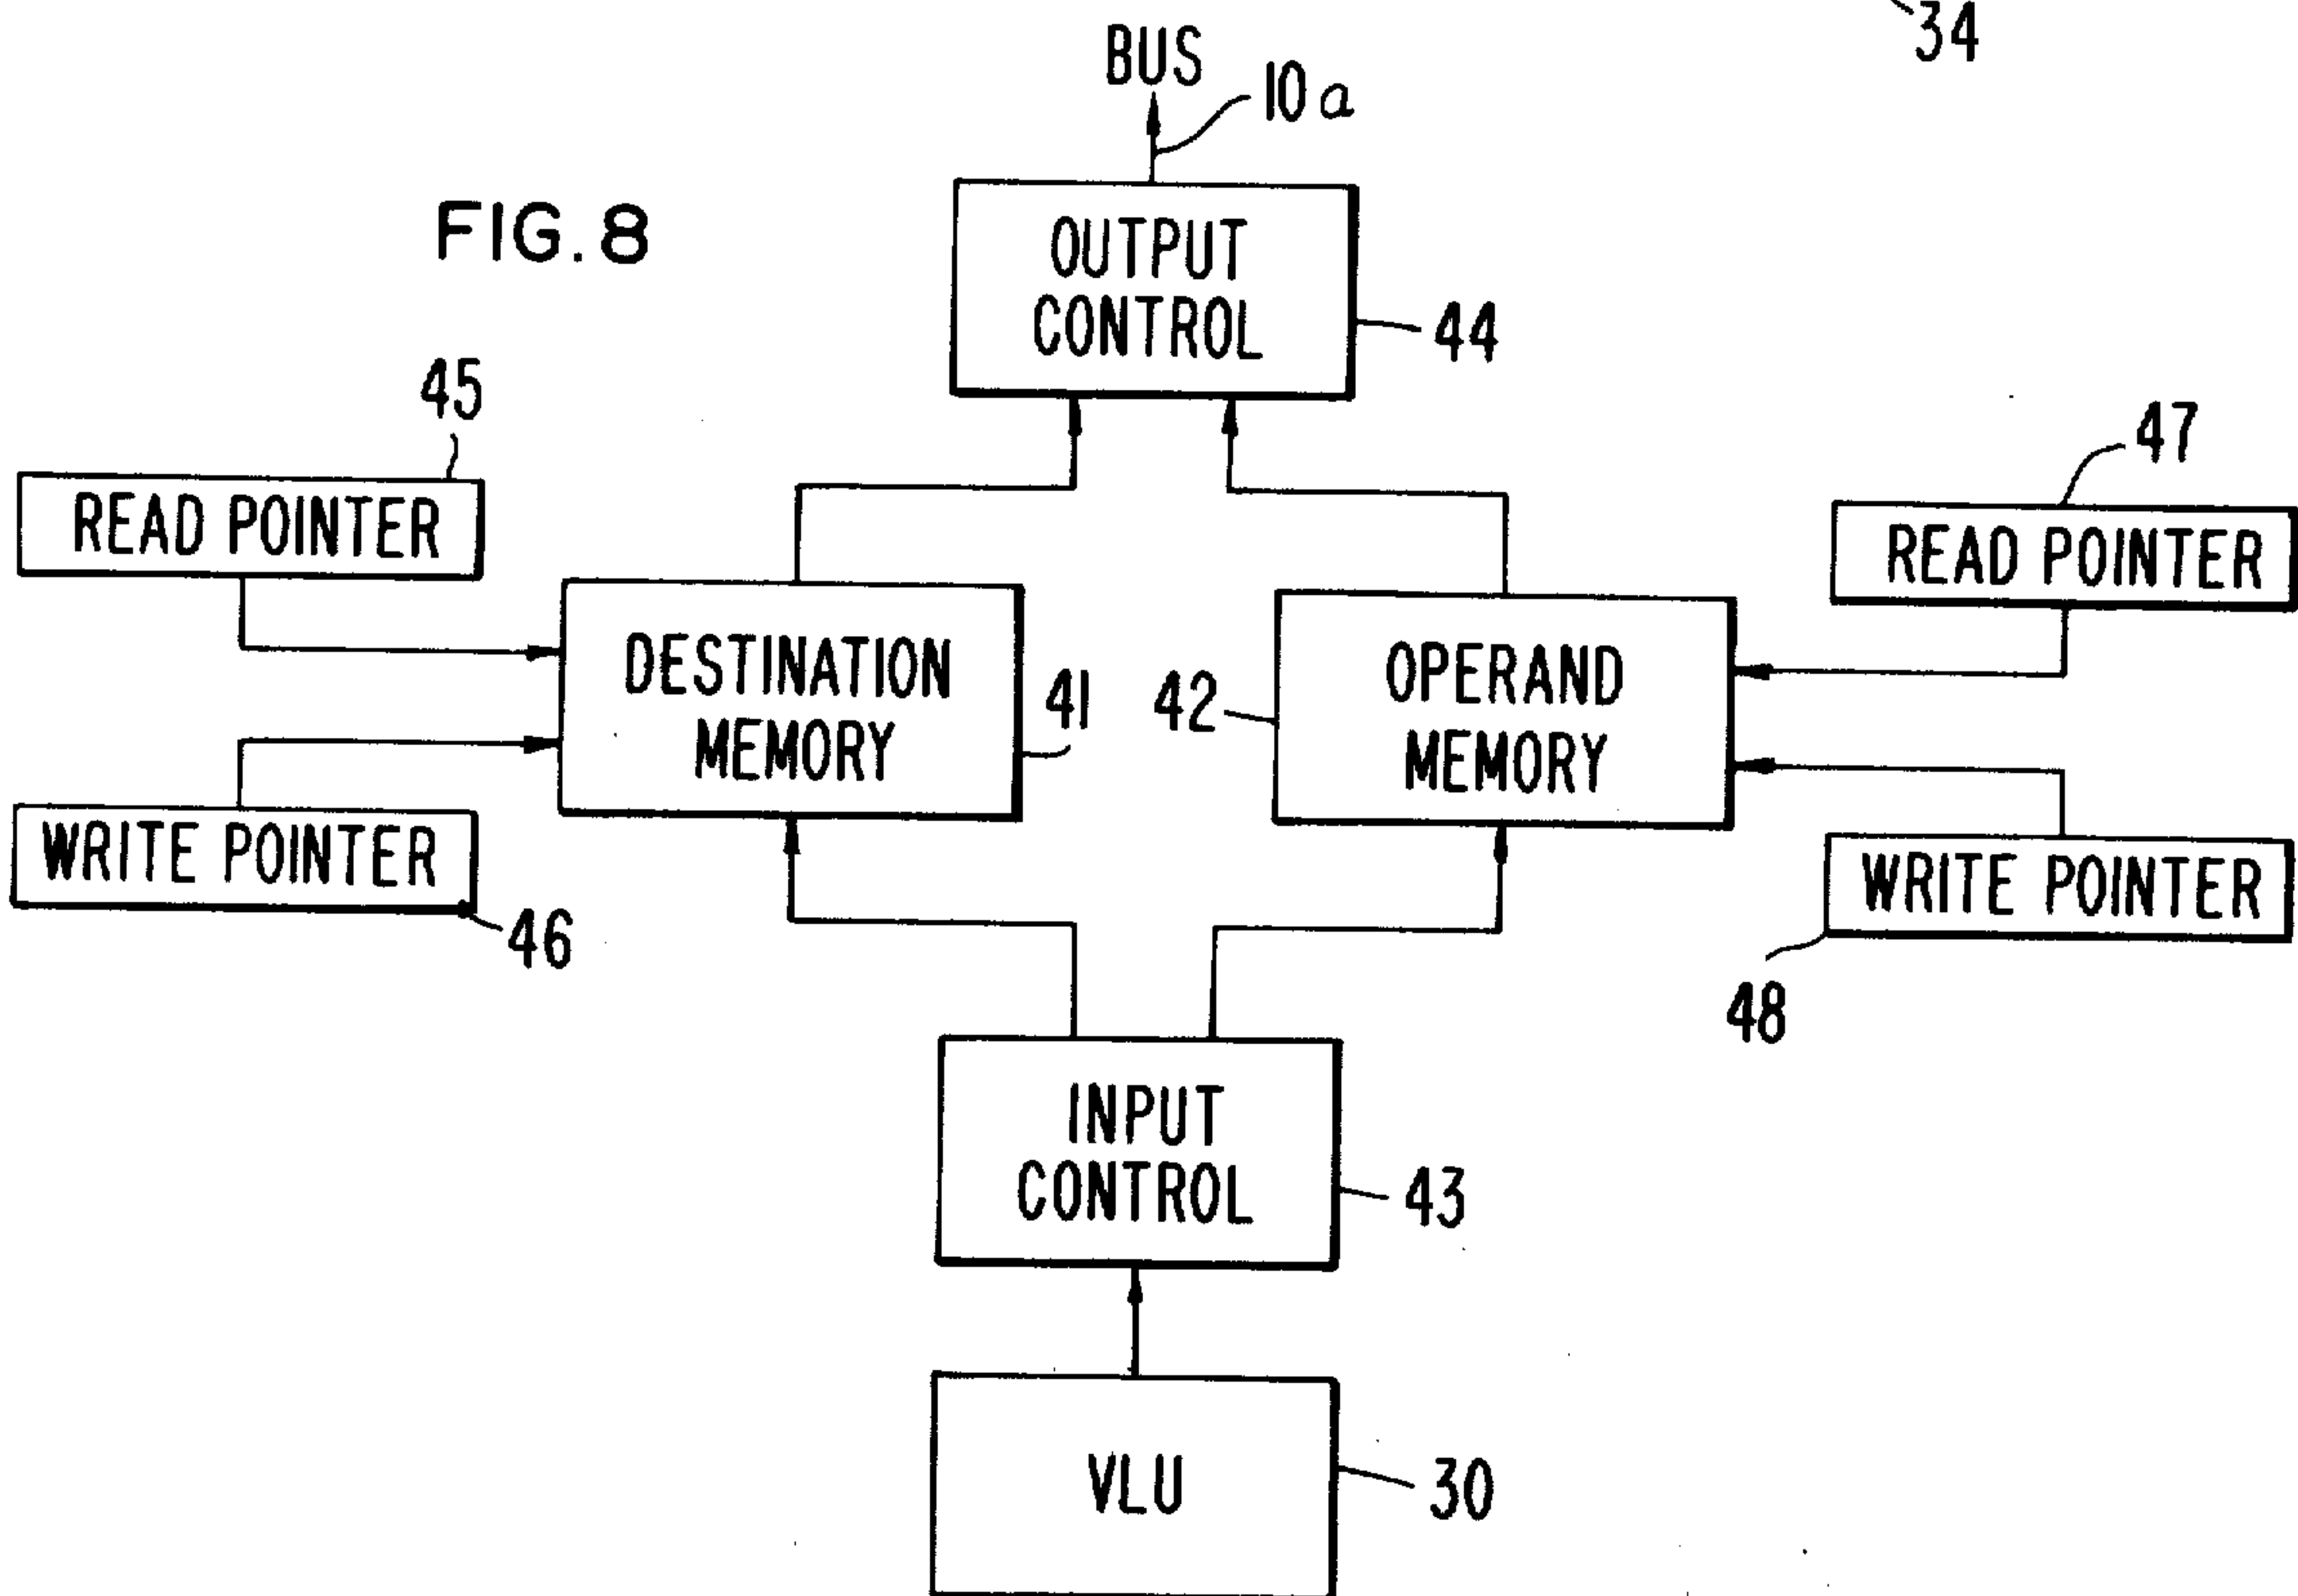 34
BUS
10a
FIG. 8
OUTPUT
CONTROL
44
45
47
READ POINTER
READ POINTER
DESTINATION
MEMORY
41
42
OPERAND
MEMORY
WRITE POINTER
46
WRITE POINTER
48
INPUT
CONTROL
43
VLU
30